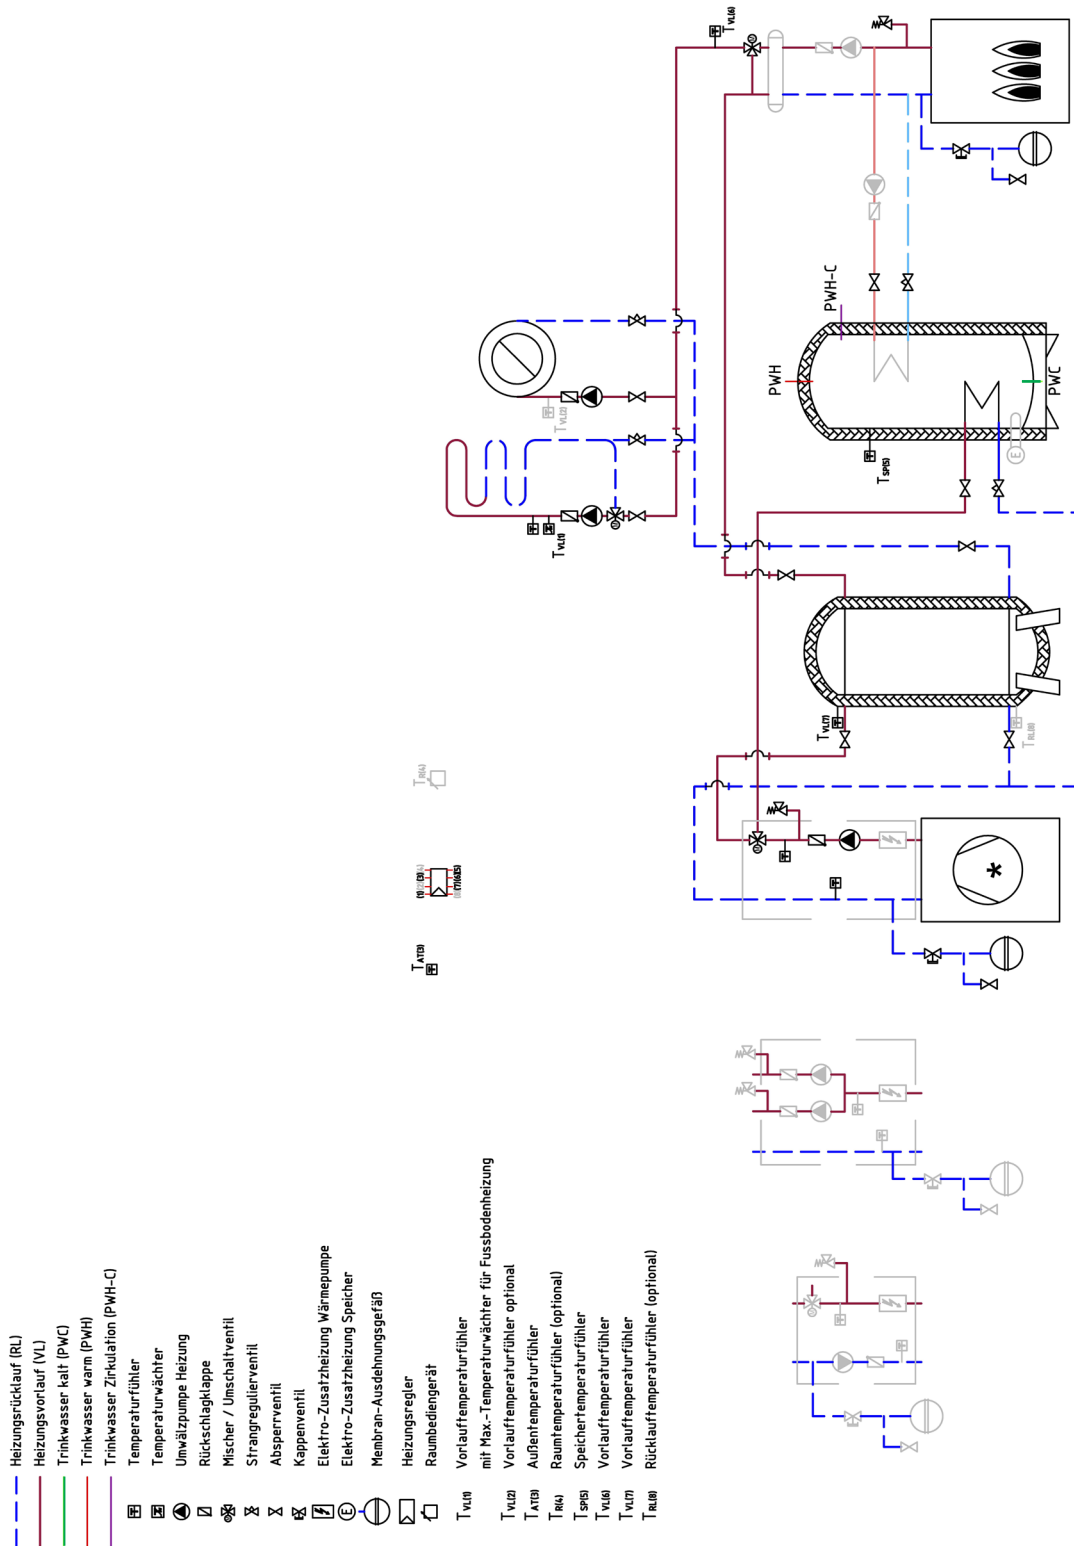 Heizungsrücklauf (RL)
Heizungsvorlauf (VL)
Trinkwasser kalt (PWC)
Trinkwasser warm (PWH)
Trinkwasser Zirkulation (PWH-C)
Temperaturfühler
Temperaturwächter
Umwälzpumpe Heizung
Rückschlagklappe
Mischer / Umschaltventil
Strangregulierventil
Absperrventil
Kappenventil
Elektro-Zusatzheizung Wärmepumpe
E Elektro-Zusatzheizung Speicher
Membran-Ausdehnungsgefäß
Heizungsregler
Raumbediengerät
TVL(1) Vorlauftemperaturfühler
mit Max.-Temperaturwächter für Fussbodenheizung
TVL(2) Vorlauftemperaturfühler optional
TAT(3) Außentemperaturfühler
TR(4) Raumtemperaturfühler (optional)
TSP(5) Speichertemperaturfühler
TVL(6) Vorlauftemperaturfühler
TVL(7) Vorlauftemperaturfühler
TRL(8) Rücklauftemperaturfühler (optional)
TAT(3)
TR(4)
TVL(1)
TVL(2)
TVL(6)
TVL(7)
TRL(8)
TSP(5)
PWH
PWH-C
PWC
E